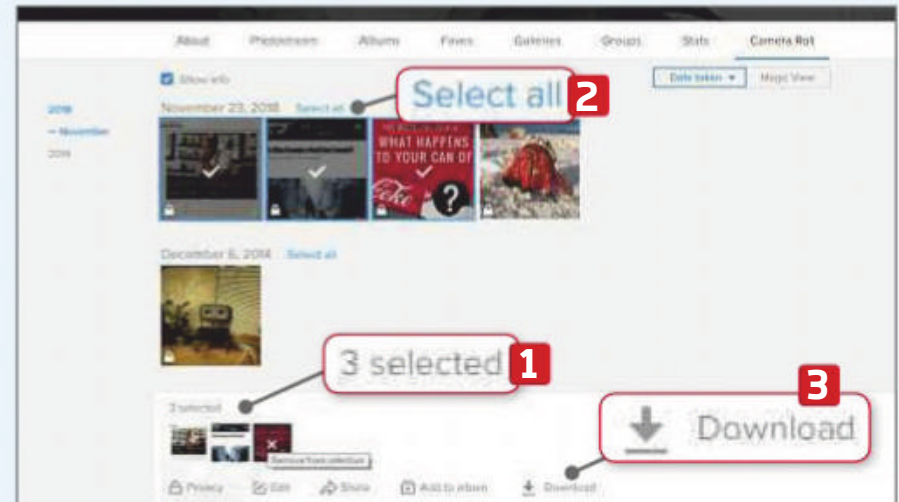 About Photostream Albums Faves Galleries Groups Stats Camera Roll
Show info
Date taken Magic View
2018
November
2014
November 23, 2018 Select all
Select all 2
WHAT HAPPENS
TO YOUR CAN OF
Coke ?
December 6, 2014 Select all
3 selected 1
3 selected
3
Download
Remove from selection
Privacy Edit Share Add to album Download